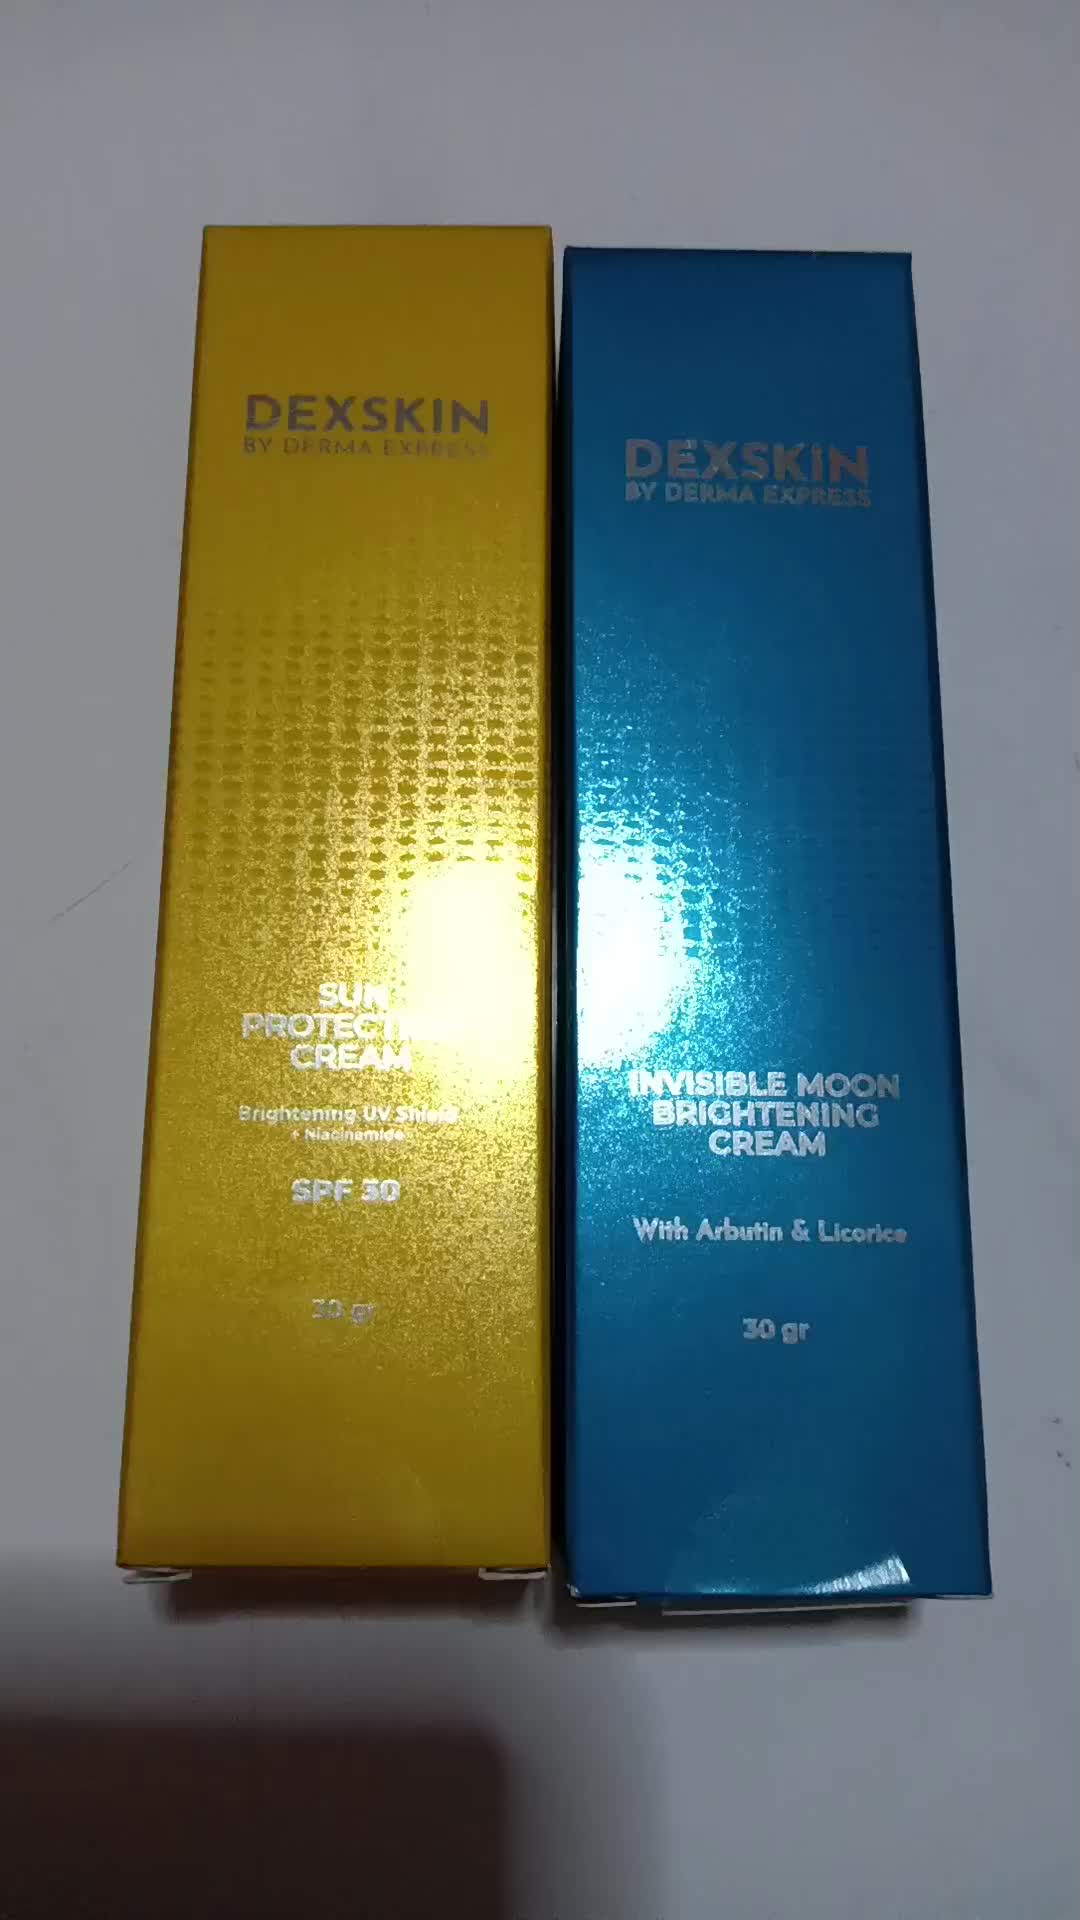 DEXSKIN
BY DERMA EXPRESS
SUN
CREAM
Brightening UV Shield
+ Niacinamide
SPF 30
30 gr
DEXSKIN
BY DERMA EXPRESS
INVISIBLE MOON
BRIGHTENING
CREAM
With Arbutin & Licorice
30 gr